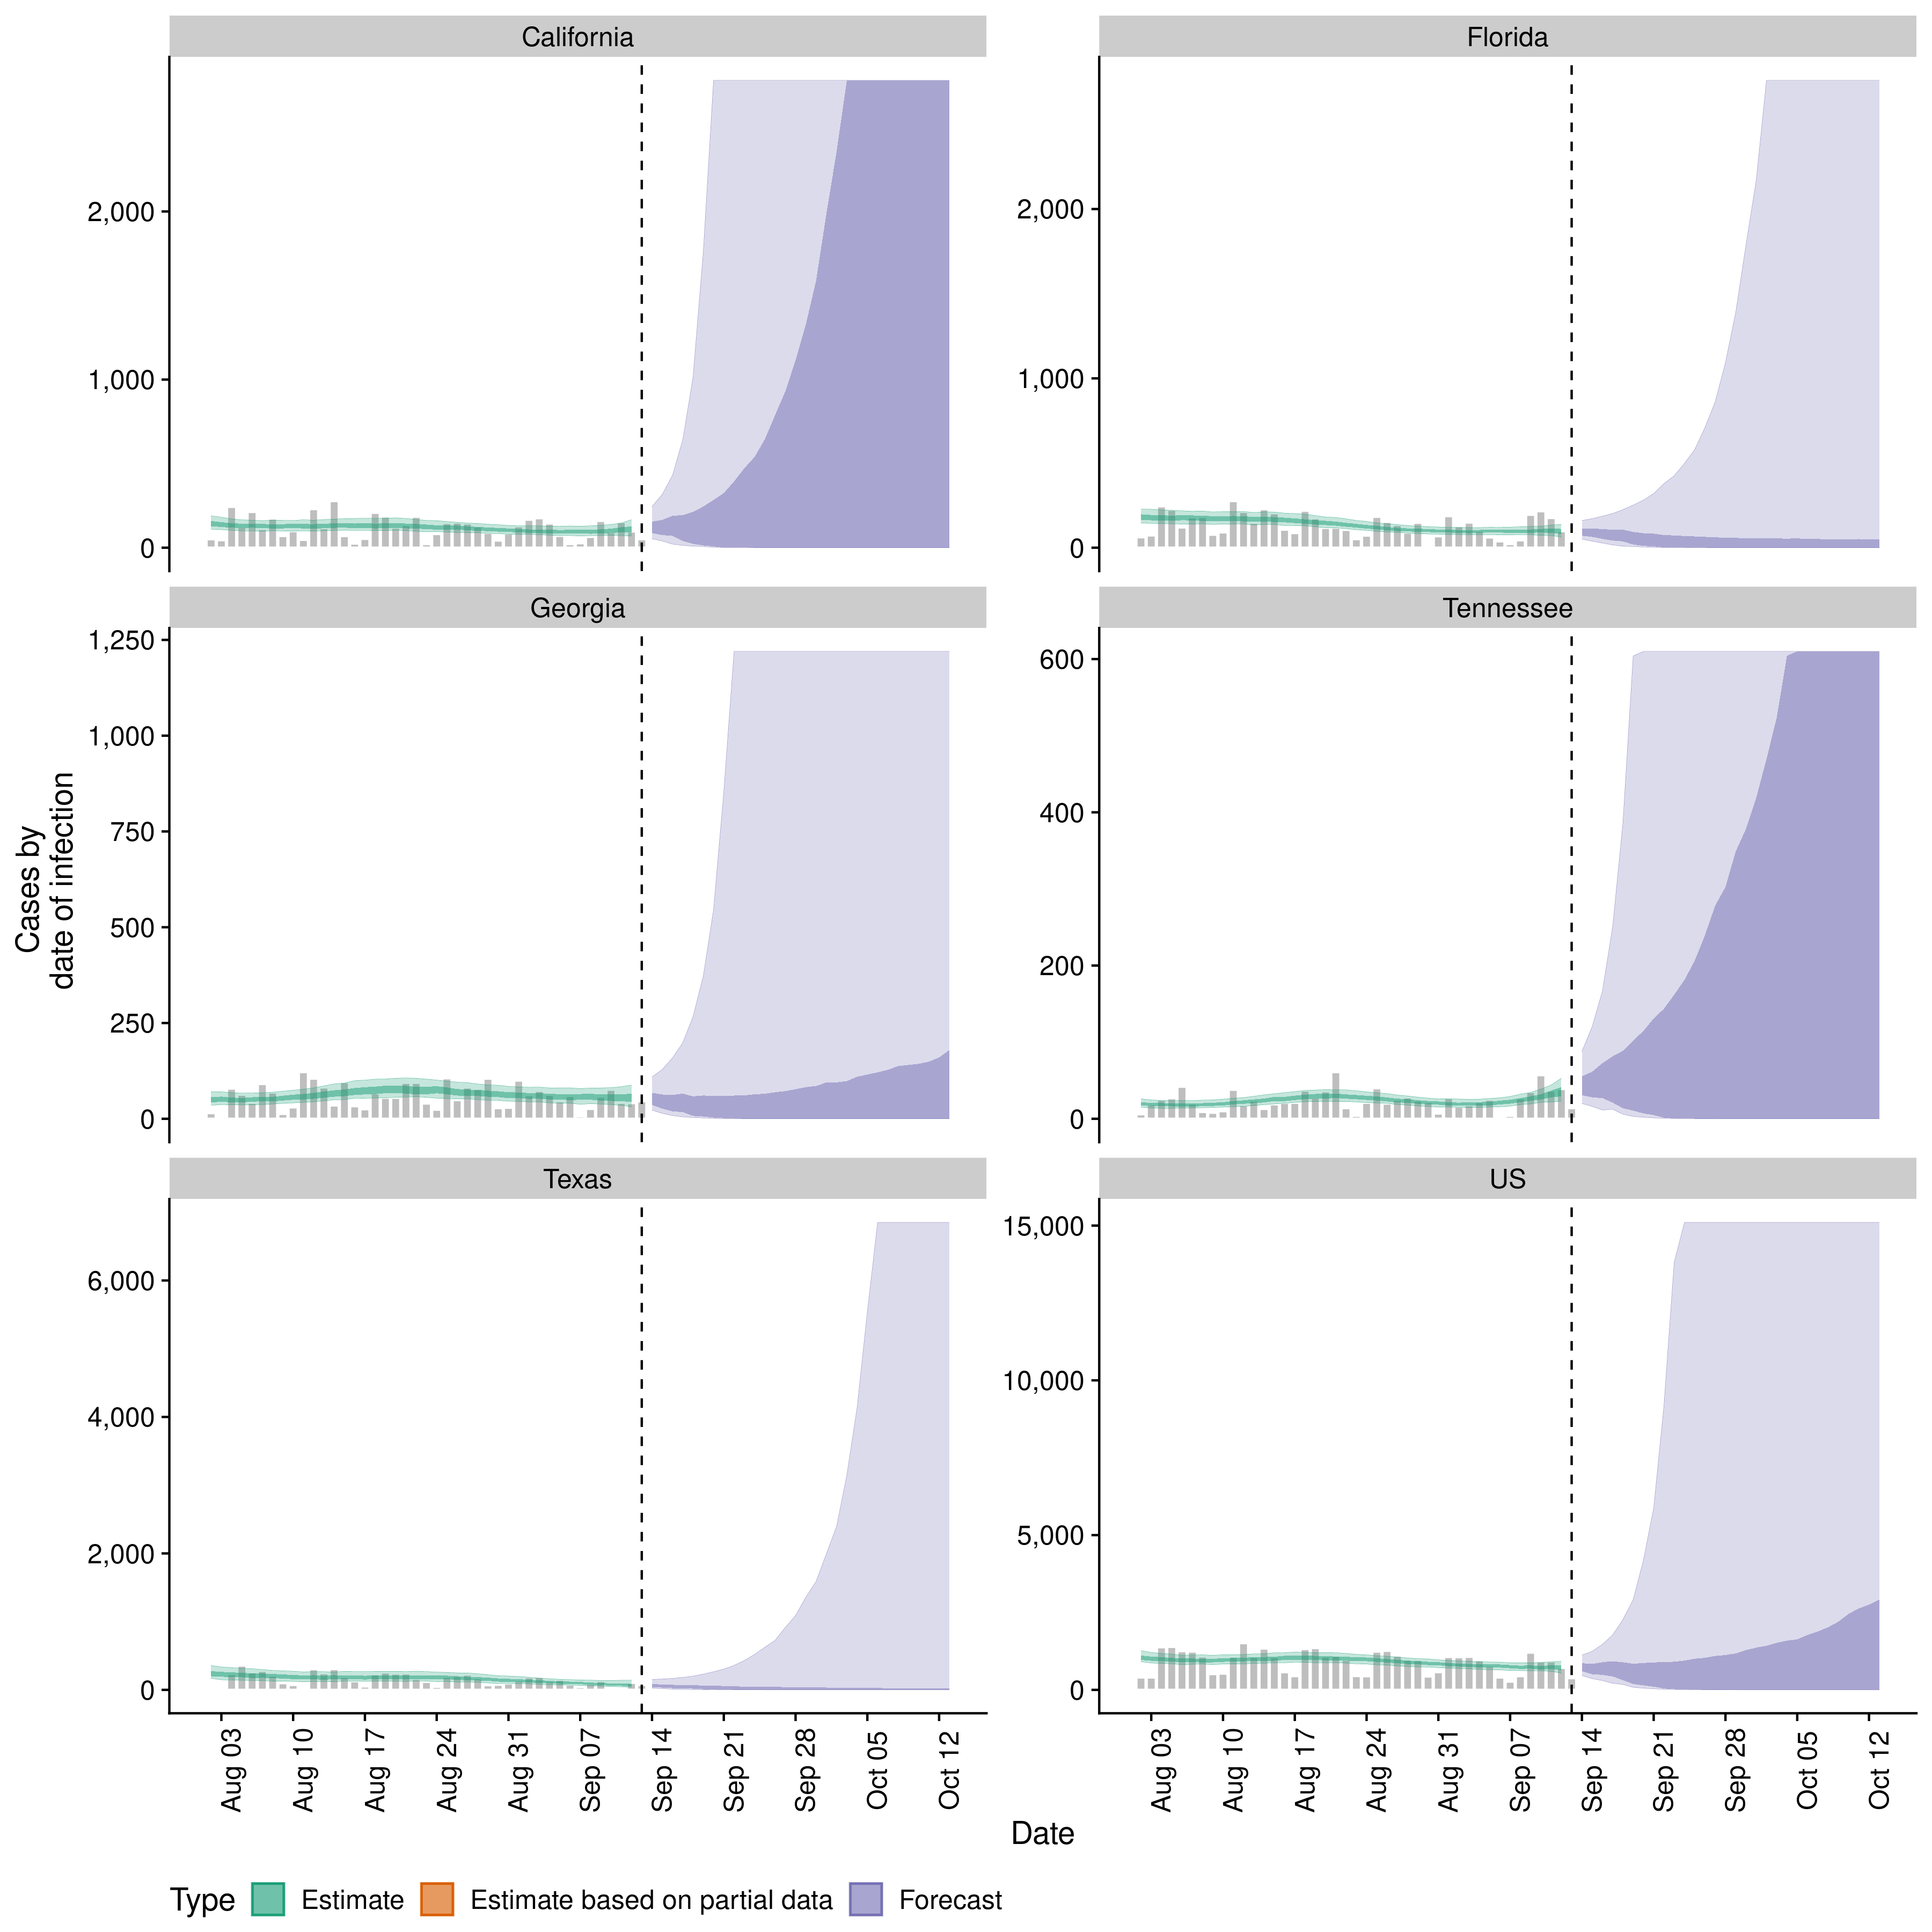 California
Florida
2,000
1,000
0
2,000
1,000
0
Georgia
Tennessee
1,250
1,000
750
500
250
0
600
400
200
0
Cases by
date of infection
Texas
US
6,000
4,000
2,000
0
15,000
10,000
5,000
0
Aug 03
Aug 10
Aug 17
Aug 24
Aug 31
Sep 07
Sep 14
Sep 21
Sep 28
Oct 05
Oct 12
Aug 03
Aug 10
Aug 17
Aug 24
Aug 31
Sep 07
Sep 14
Sep 21
Sep 28
Oct 05
Oct 12
Date
Type Estimate Estimate based on partial data Forecast